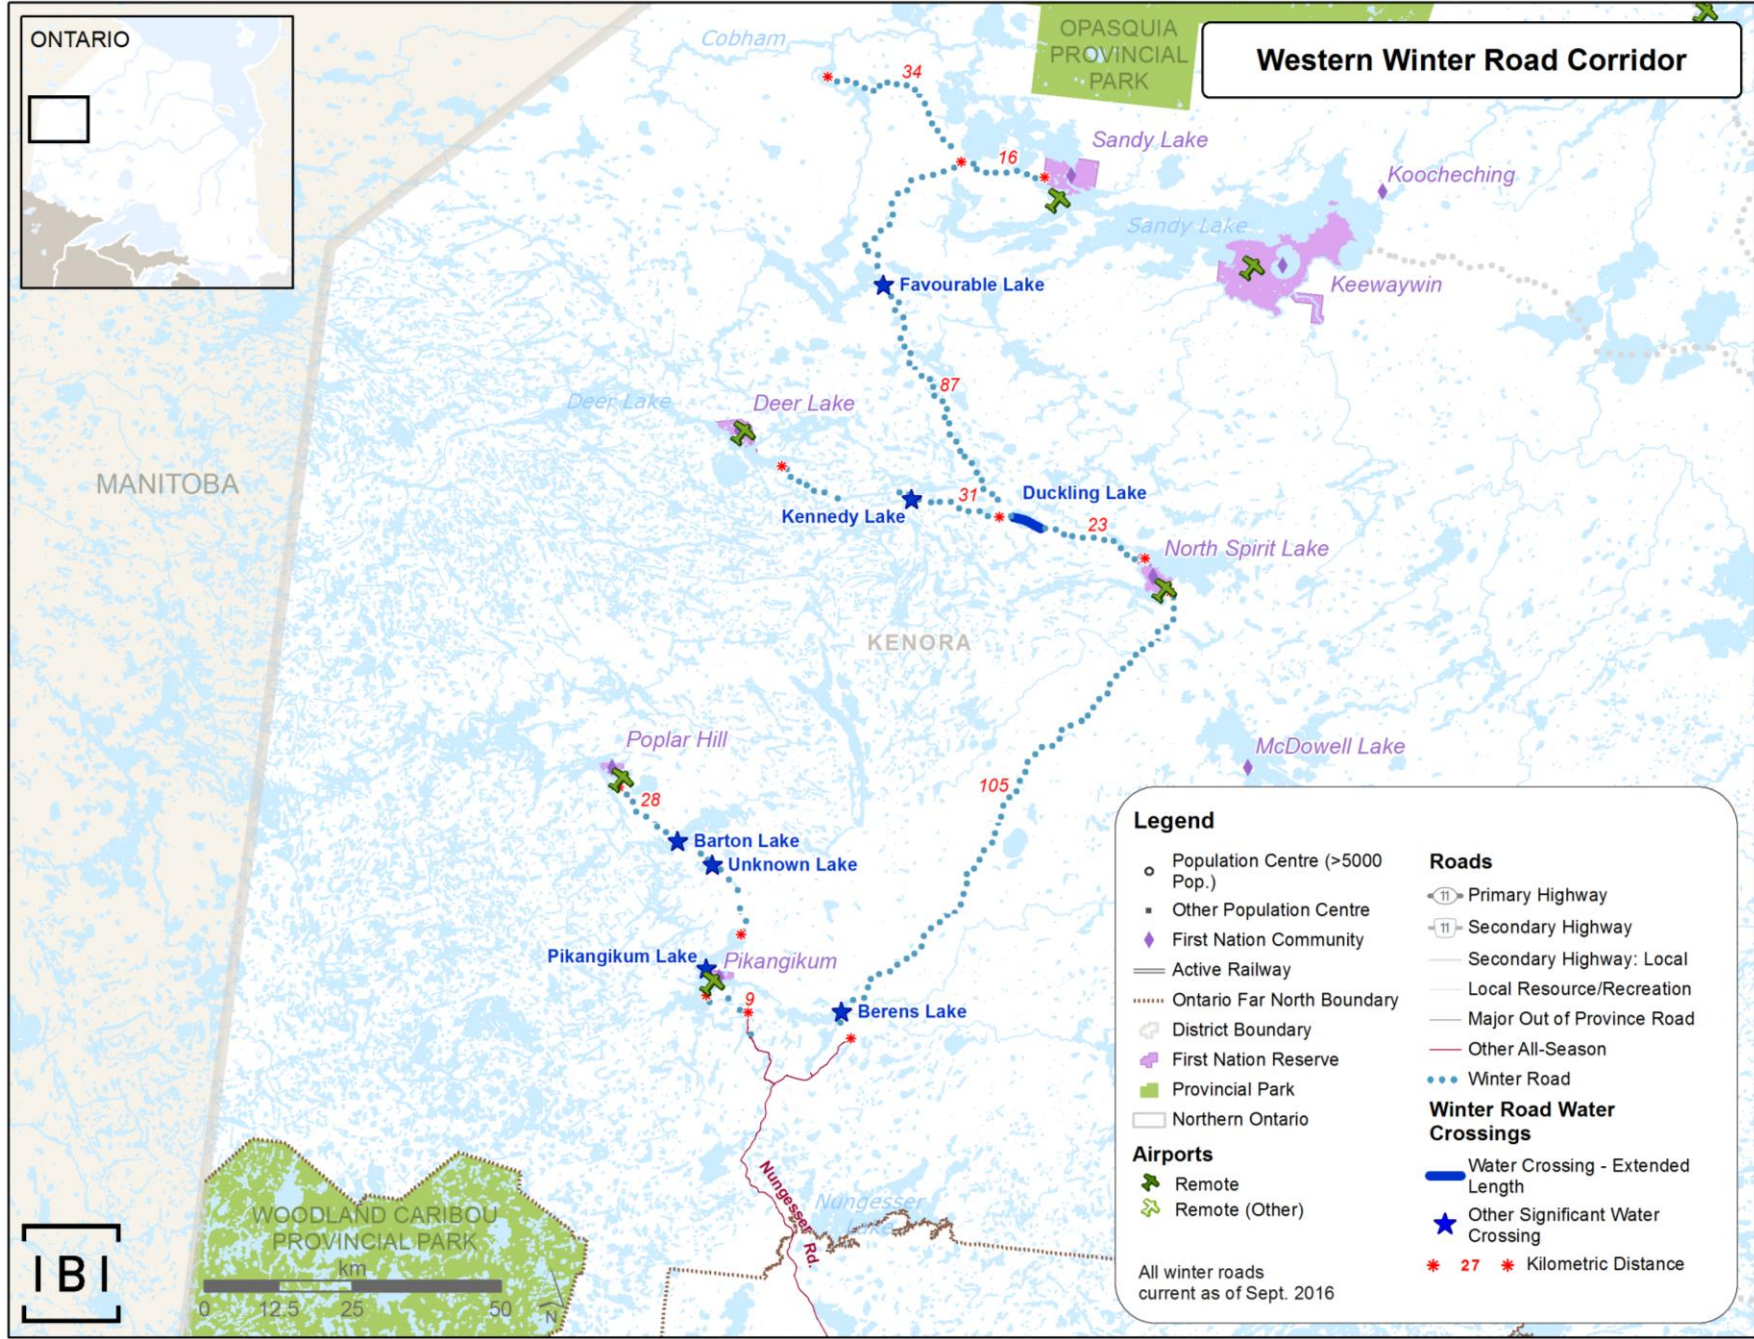 ONTARIO
Western Winter Road Corridor
OPASQUIA
PROVINCIAL
PARK
Cobham
34
16
Sandy Lake
Koocheching
Sandy Lake
Keewaywin
Favourable Lake
87
Deer Lake
Deer Lake
MANITOBA
Kennedy Lake
31
Duckling Lake
23
North Spirit Lake
KENORA
Poplar Hill
28
Barton Lake
Unknown Lake
105
McDowell Lake
Pikangikum Lake
Pikangikum
9
Berens Lake
Nungesser Rd.
Nungesser
WOODLAND CARIBOU
PROVINCIAL PARK
km
0 12.5 25 50
N
IBI
Legend
Population Centre (>5000
Pop.)
Other Population Centre
First Nation Community
Active Railway
Ontario Far North Boundary
District Boundary
First Nation Reserve
Provincial Park
Northern Ontario
Airports
Remote
Remote (Other)
All winter roads
current as of Sept. 2016
Roads
11 Primary Highway
11 Secondary Highway
Secondary Highway: Local
Local Resource/Recreation
Major Out of Province Road
Other All-Season
Winter Road
Winter Road Water
Crossings
Water Crossing - Extended
Length
Other Significant Water
Crossing
27 Kilometric Distance